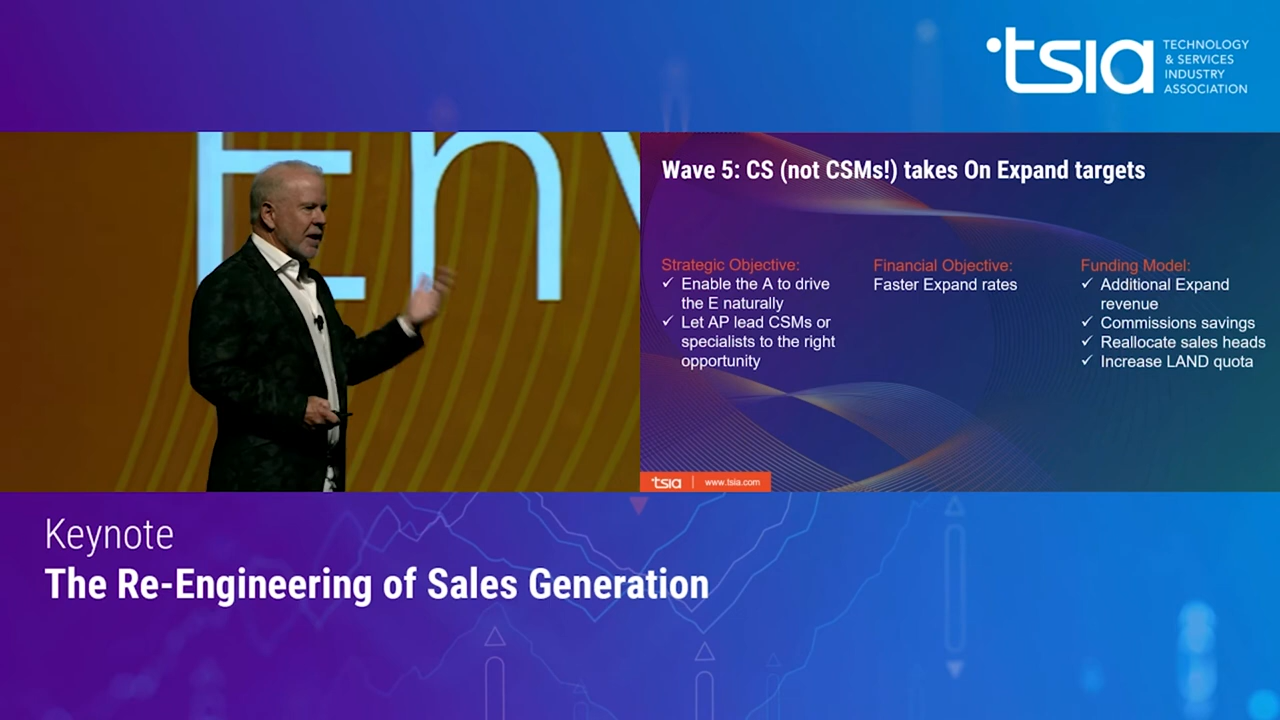 tsia
TECHNOLOGY
& SERVICES
INDUSTRY
ASSOCIATION
Env
Wave 5: CS (not CSMs!) takes On Expand targets
Strategic Objective:
✓ Enable the A to drive
the E naturally
✓ Let AP lead CSMs or
specialists to the right
opportunity
Financial Objective:
Faster Expand rates
Funding Model:
✓ Additional Expand
revenue
✓ Commissions savings
✓ Reallocate sales heads
✓ Increase LAND quota
tsia | www.tsia.com
Keynote
The Re-Engineering of Sales Generation